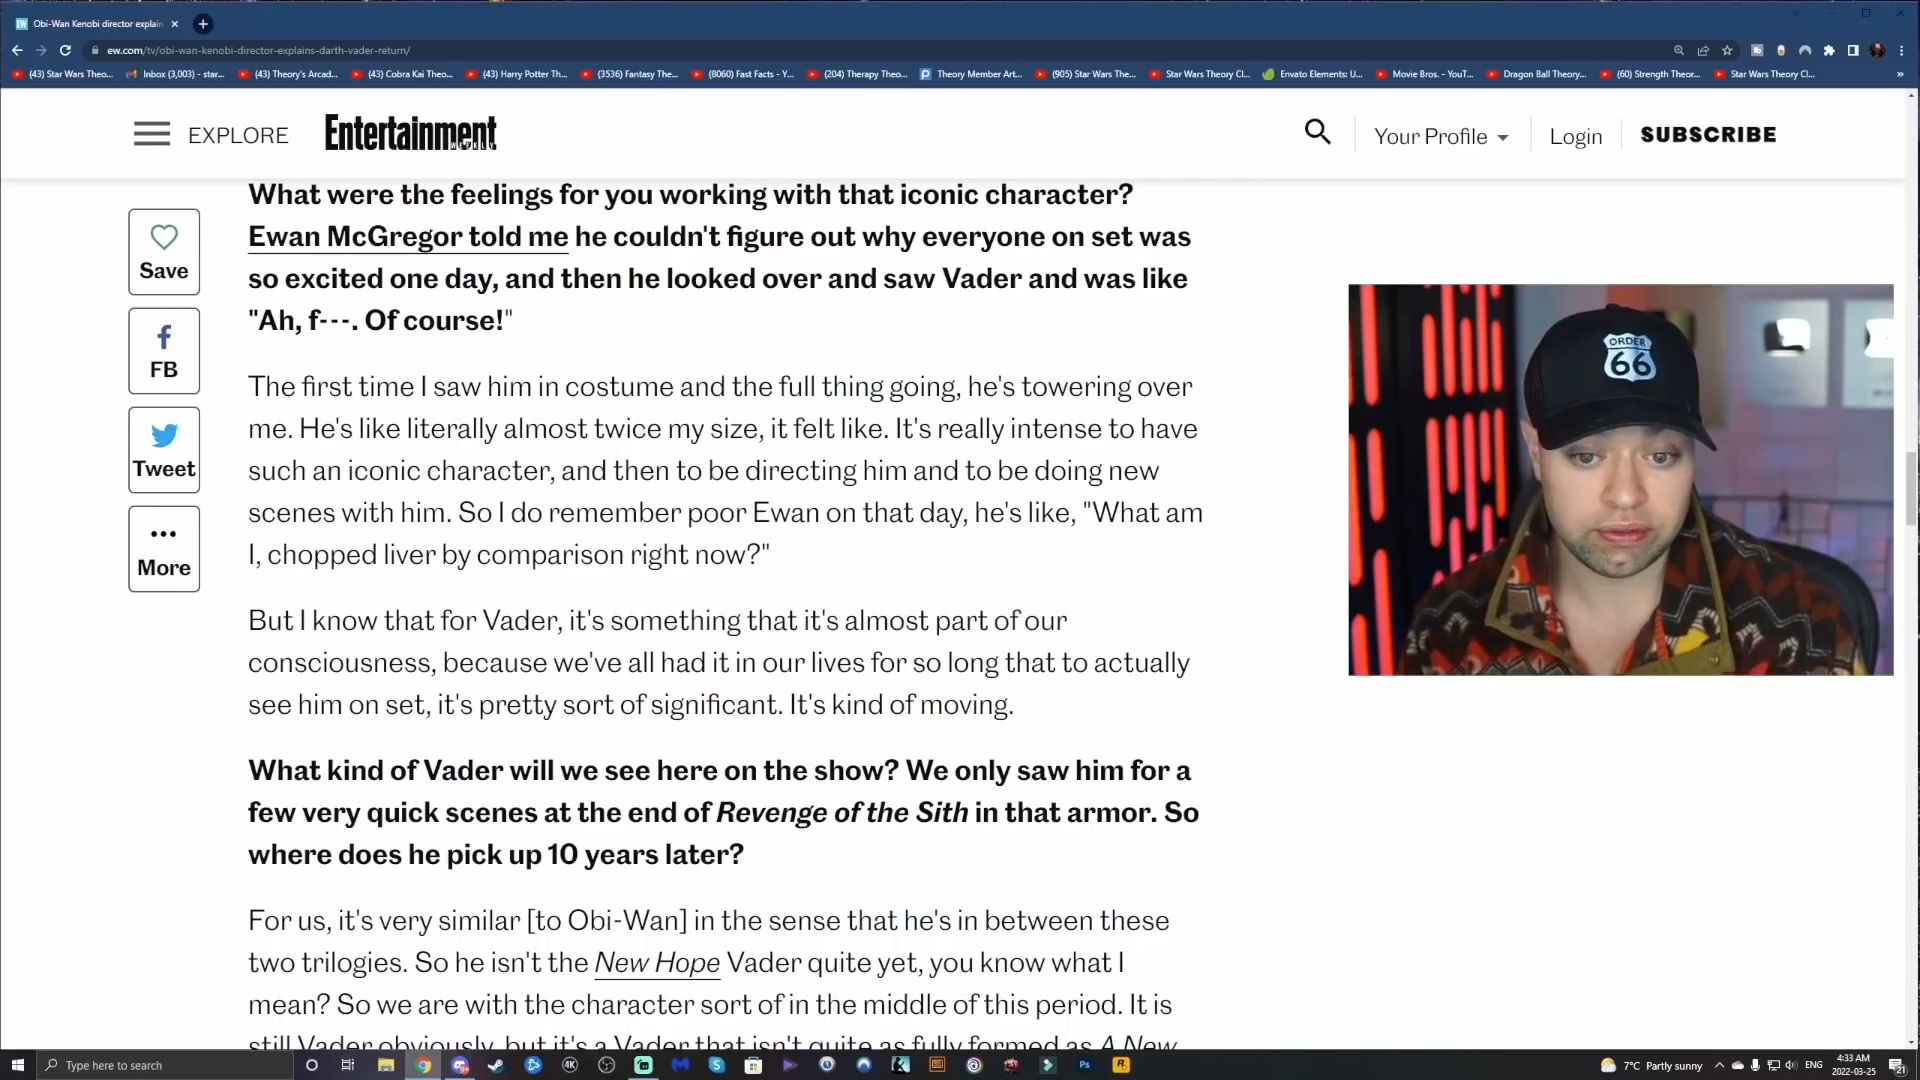 Obi-Wan Kenobi director explain
ew.com/tv/obi-wan-kenobi-director-explains-darth-vader-return/
(43) Star Wars Theo...
Inbox (3,003) - star...
(43) Theory's Arcad...
(43) Cobra Kai Theo...
(43) Harry Potter Th...
(3536) Fantasy The...
(8060) Fast Facts - Y...
(204) Therapy Theo...
Theory Member Art...
(905) Star Wars The...
Star Wars Theory Cl...
Envato Elements: U...
Movie Bros. - YouT...
Dragon Ball Theory...
(60) Strength Theor...
Star Wars Theory Cl...
EXPLORE
Entertainment
WEEKLY
Your Profile
Login
SUBSCRIBE
Save
FB
Tweet
More
What were the feelings for you working with that iconic character?
Ewan McGregor told me he couldn't figure out why everyone on set was
so excited one day, and then he looked over and saw Vader and was like
"Ah, f---. Of course!"
The first time I saw him in costume and the full thing going, he's towering over
me. He's like literally almost twice my size, it felt like. It's really intense to have
such an iconic character, and then to be directing him and to be doing new
scenes with him. So I do remember poor Ewan on that day, he's like, "What am
I, chopped liver by comparison right now?"
But I know that for Vader, it's something that it's almost part of our
consciousness, because we've all had it in our lives for so long that to actually
see him on set, it's pretty sort of significant. It's kind of moving.
What kind of Vader will we see here on the show? We only saw him for a
few very quick scenes at the end of Revenge of the Sith in that armor. So
where does he pick up 10 years later?
For us, it's very similar [to Obi-Wan] in the sense that he's in between these
two trilogies. So he isn't the New Hope Vader quite yet, you know what I
mean? So we are with the character sort of in the middle of this period. It is
still Vader obviously, but it's a Vader that isn't quite as fully formed as A New
ORDER
66
Type here to search
7°C Partly sunny
ENG
4:33 AM
2022-03-25
21